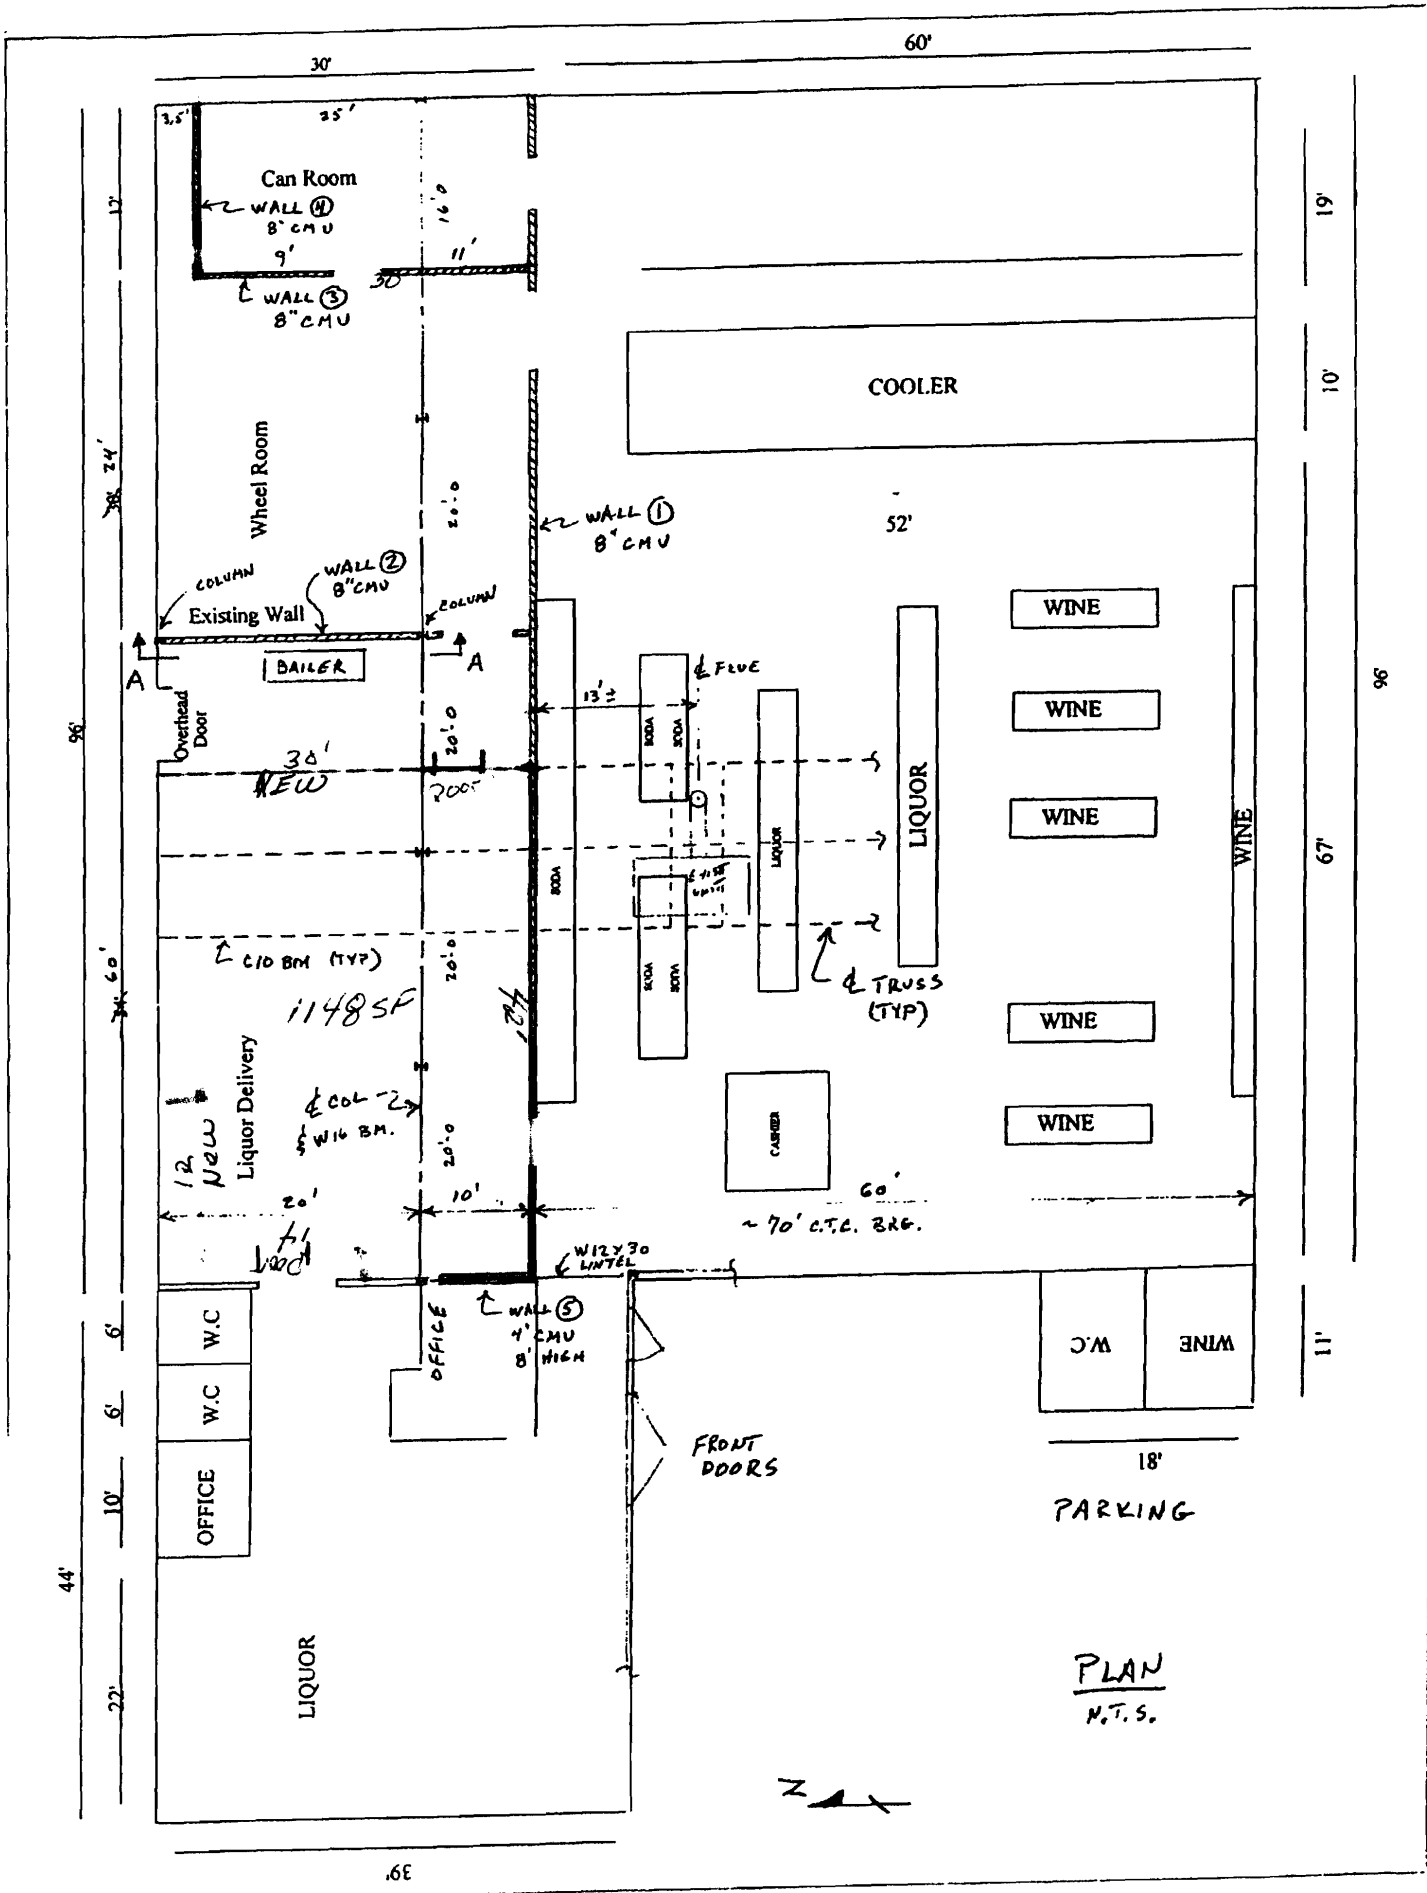 60'
30'
3,5'
25'
Can Room
WALL ④
8" CMU
16'0
12'
19'
9'
11'
30
WALL ③
8" CMU
COOLER
10'
24'
38'
Wheel Room
20'-0
WALL ①
8" CMU
52'
COLUMN
WALL ②
8" CMU
COLUMN
Existing Wall
WINE
A
BAILER
A
℄ FLUE
96'
13'±
Overhead
Door
20'-0
SODA
SODA
WINE
96'
30'
NEW
LIQUOR
WINE
WINE
67'
SODA
LIQUOR
C10 BM (TYP)
20'-0
60'
34'
1148 SF
42'
SODA
SODA
℄ TRUSS
(TYP)
WINE
Liquor Delivery
℄ COL
& W16 BM.
12
NEW
20'-0
CASHIER
WINE
20'
10'
60'
~ 70' C.T.C. BRG.
W12x30
LINTEL
WALL ⑤
4" CMU
8' HIGH
OFFICE
6'
W.C
W.C
WINE
11'
6'
W.C
FRONT
DOORS
18'
10'
OFFICE
PARKING
44'
22'
LIQUOR
PLAN
N.T.S.
N
39'